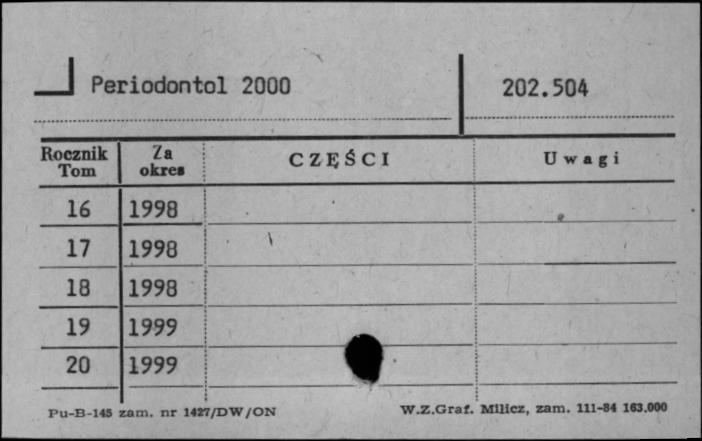 Periodontol 2000 202.504
Rocznik Tom Za okres CZĘŚCI Uwagi
16 1998
17 1998
18 1998
19 1999
20 1999
Pu-B-145 zam. nr 1427/DW/ON W.Z.Graf. Milicz, zam. 111-84 163.000